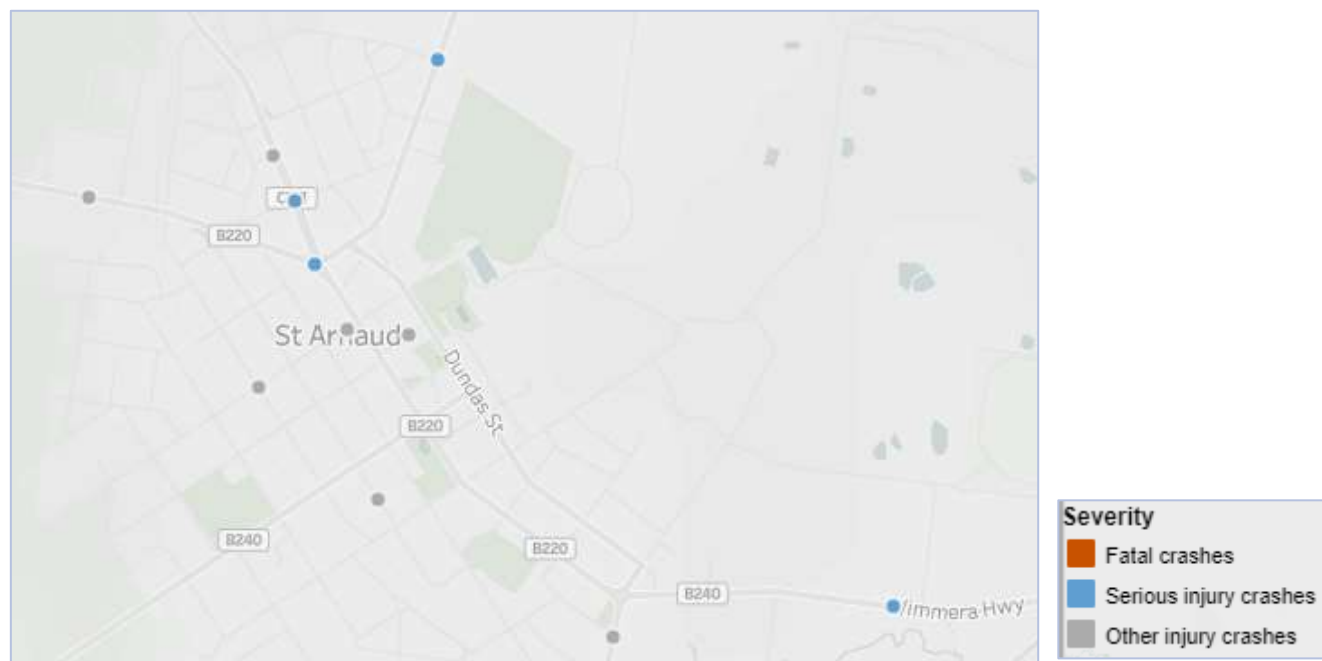 B220
St Arnaud
Dundas St
B220
B240
B220
B240
Wimmera Hwy
Severity
Fatal crashes
Serious injury crashes
Other injury crashes